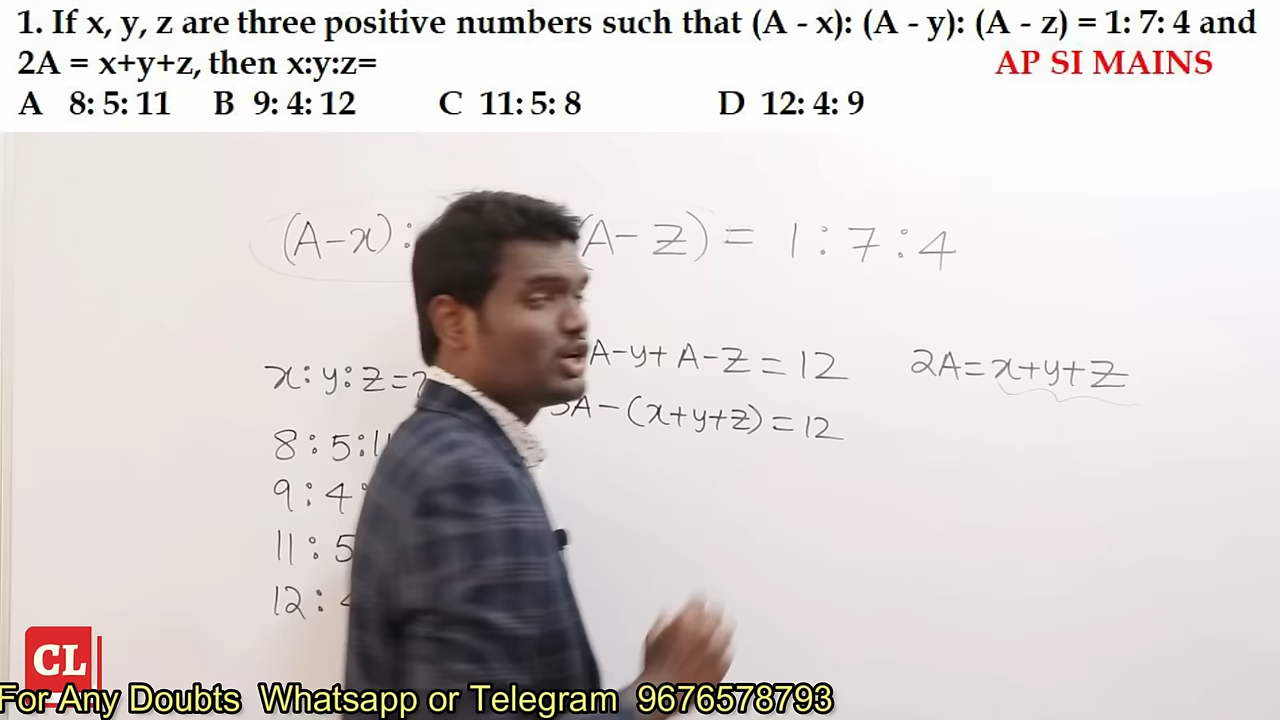 1. If x, y, z are three positive numbers such that (A - x): (A - y): (A - z) = 1: 7: 4 and
2A = x+y+z, then x:y:z= AP SI MAINS
A 8: 5: 11 B 9: 4: 12 C 11: 5: 8 D 12: 4: 9
(A-x): A-z) = 1:7:4
A-y+A-z=12 2A=x+y+z
x:y:z=?
3A-(x+y+z)=12
8:5:11
9:4:
11:5
12:4
CL
For Any Doubts Whatsapp or Telegram 9676578793